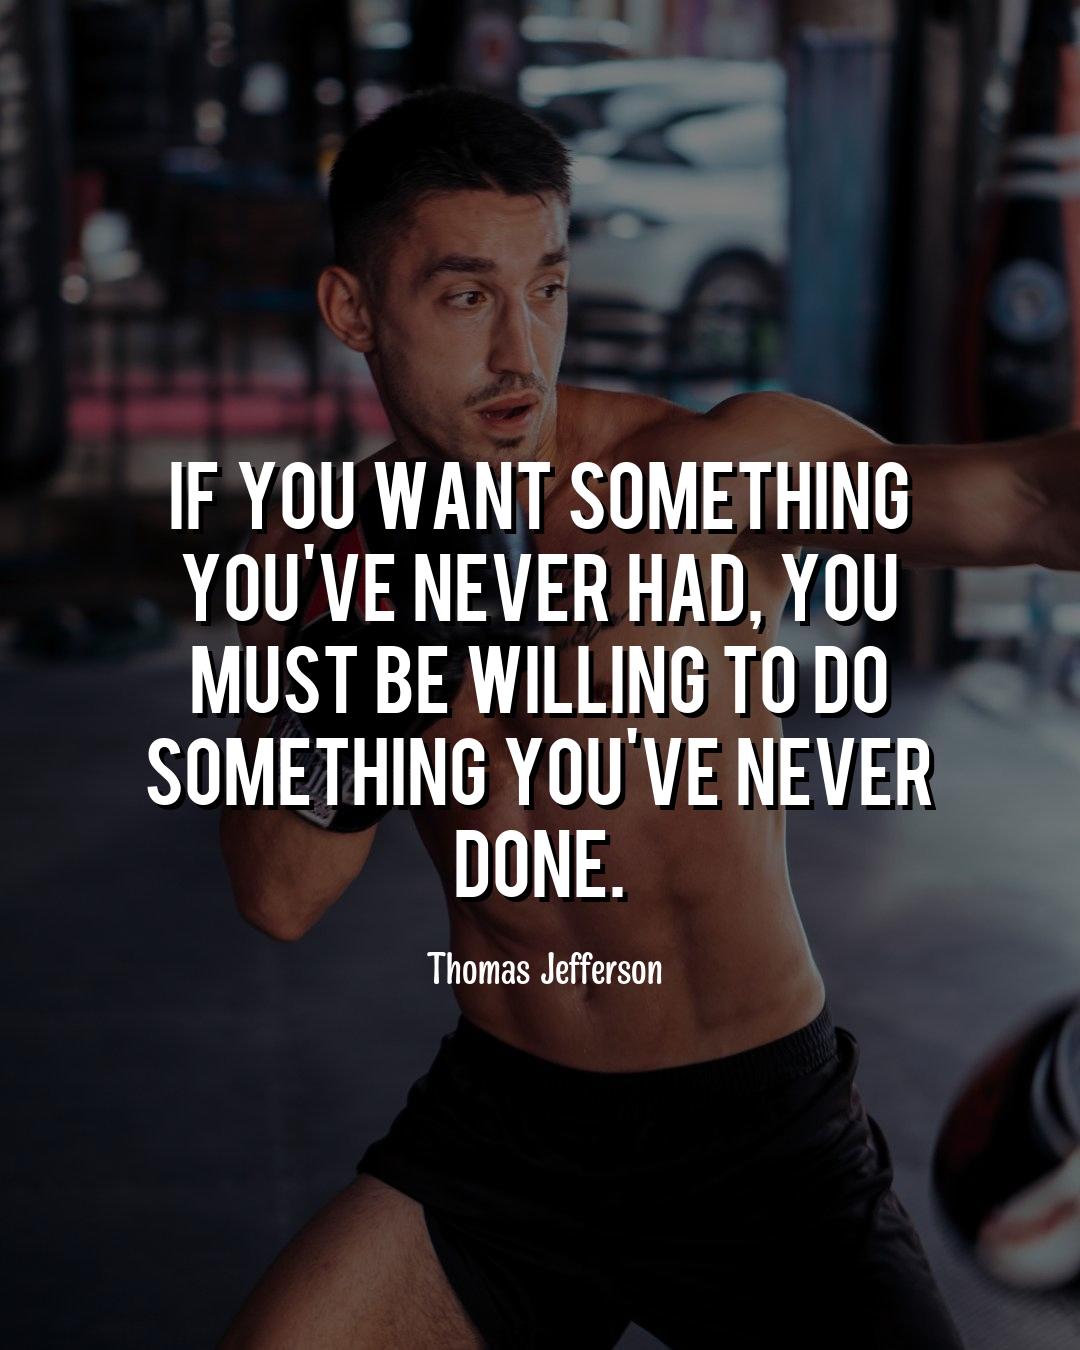 IF YOU WANT SOMETHING
YOU'VE NEVER HAD, YOU
MUST BE WILLING TO DO
SOMETHING YOU'VE NEVER
DONE.
Thomas Jefferson